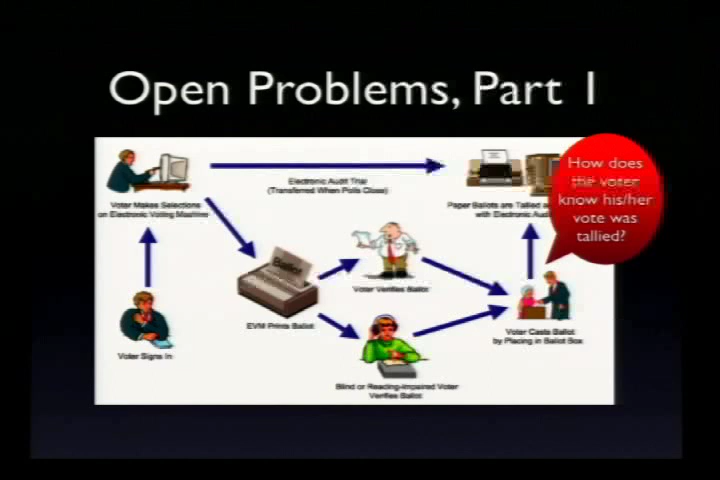 Open Problems, Part 1
Electronic Audit Trial
(Transferred When Polls Close)
Voter Makes Selections
on Electronic Voting Machine
Paper Ballots are Tallied
with Electronic
How does
the voter
know his/her
vote was
tallied?
Ballot
Voter Verifies Ballot
EVM Prints Ballot
Voter Casts Ballot
by Placing in Ballot Box
Voter Signs In
Blind or Reading-Impaired Voter
Verifies Ballot